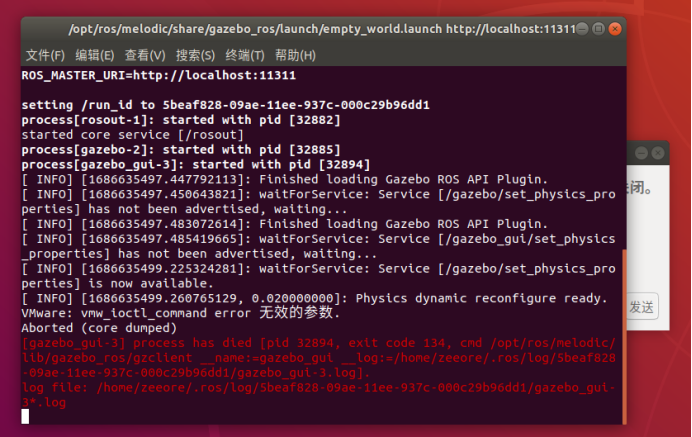 /opt/ros/melodic/share/gazebo_ros/launch/empty_world.launch http://localhost:11311
文件(F) 编辑(E) 查看(V) 搜索(S) 终端(T) 帮助(H)
ROS_MASTER_URI=http://localhost:11311
setting /run_id to 5beaf828-09ae-11ee-937c-000c29b96dd1
process[rosout-1]: started with pid [32882]
started core service [/rosout]
process[gazebo-2]: started with pid [32885]
process[gazebo_gui-3]: started with pid [32894]
[ INFO] [1686635497.447792113]: Finished loading Gazebo ROS API Plugin.
[ INFO] [1686635497.450643821]: waitForService: Service [/gazebo/set_physics_pro
perties] has not been advertised, waiting...
[ INFO] [1686635497.483072614]: Finished loading Gazebo ROS API Plugin.
[ INFO] [1686635497.485419665]: waitForService: Service [/gazebo_gui/set_physics
_properties] has not been advertised, waiting...
[ INFO] [1686635499.225324281]: waitForService: Service [/gazebo/set_physics_pro
perties] is now available.
[ INFO] [1686635499.260765129, 0.020000000]: Physics dynamic reconfigure ready.
VMware: vmw_ioctl_command error 无效的参数.
Aborted (core dumped)
[gazebo_gui-3] process has died [pid 32894, exit code 134, cmd /opt/ros/melodic/
lib/gazebo_ros/gzclient __name:=gazebo_gui __log:=/home/zeeore/.ros/log/5beaf828
-09ae-11ee-937c-000c29b96dd1/gazebo_gui-3.log].
log file: /home/zeeore/.ros/log/5beaf828-09ae-11ee-937c-000c29b96dd1/gazebo_gui-
3*.log
闭。
发送